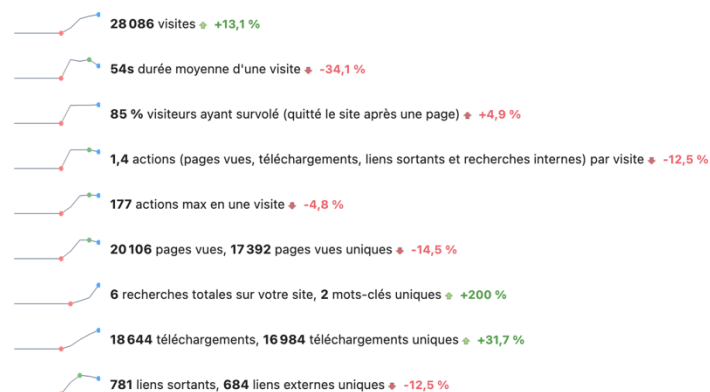 28 086 visites +13,1 %
54s durée moyenne d'une visite -34,1 %
85 % visiteurs ayant survolé (quitté le site après une page) +4,9 %
1,4 actions (pages vues, téléchargements, liens sortants et recherches internes) par visite -12,5 %
177 actions max en une visite -4,8 %
20 106 pages vues, 17 392 pages vues uniques -14,5 %
6 recherches totales sur votre site, 2 mots-clés uniques +200 %
18 644 téléchargements, 16 984 téléchargements uniques +31,7 %
781 liens sortants, 684 liens externes uniques -12,5 %